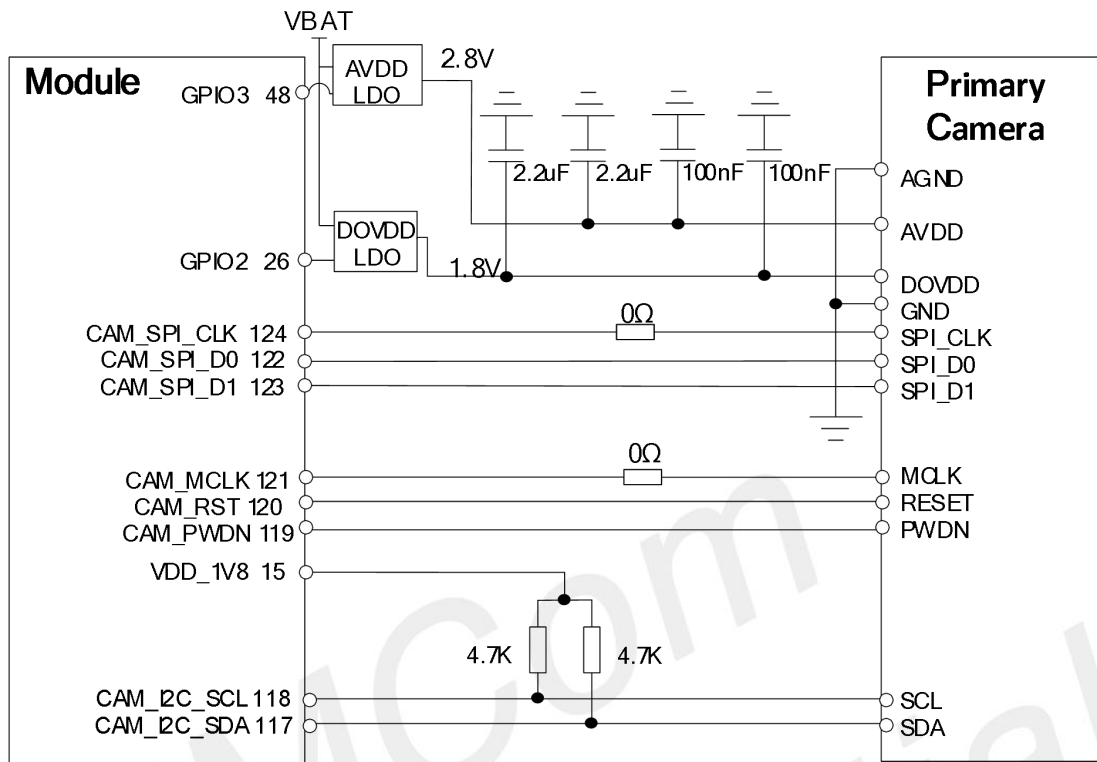 VBAT
Module
AVDD
LDO
2.8V
Primary
Camera
GPIO3 48
2.2uF
2.2uF
100nF
100nF
AGND
AVDD
DOVDD
LDO
GPIO2 26
1.8V
DOVDD
GND
0Ω
CAM_SPI_CLK 124
SPI_CLK
CAM_SPI_D0 122
SPI_D0
CAM_SPI_D1 123
SPI_D1
0Ω
CAM_MCLK 121
MCLK
CAM_RST 120
RESET
CAM_PWDN 119
PWDN
VDD_1V8 15
4.7K
4.7K
CAM_I2C_SCL 118
SCL
CAM_I2C_SDA 117
SDA